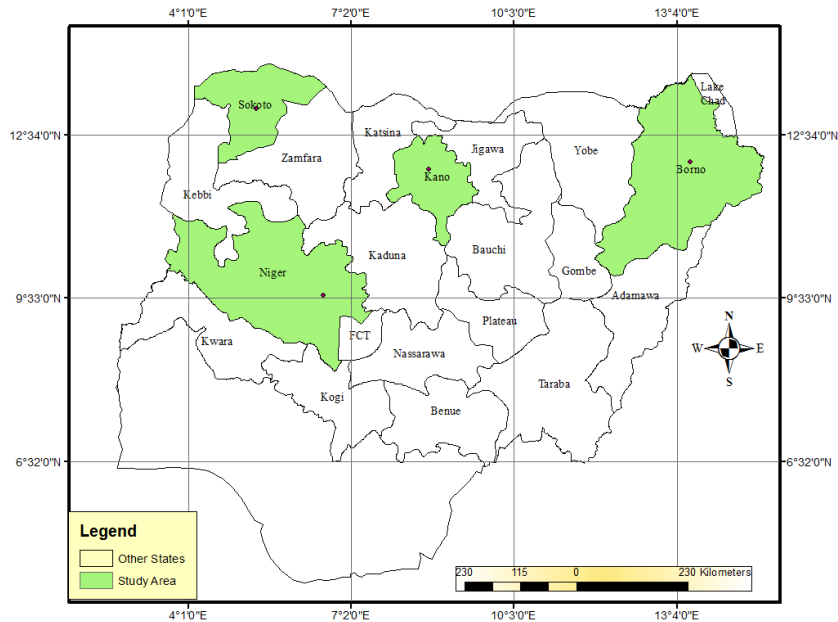 4°1'0"E 7°2'0"E 10°3'0"E 13°4'0"E
Lake
Chad
Sokoto
12°34'0"N 12°34'0"N
Katsina
Jigawa
Yobe
Zamfara
Borno
Kano
Kebbi
Kaduna
Bauchi
Niger
Gombe
9°33'0"N 9°33'0"N
Adamawa
N
Plateau
FCT
Kwara
W E
Nassarawa
S
Taraba
Kogi
Benue
6°32'0"N 6°32'0"N
Legend
Other States
Study Area
230 115 0 230 Kilometers
4°1'0"E 7°2'0"E 10°3'0"E 13°4'0"E